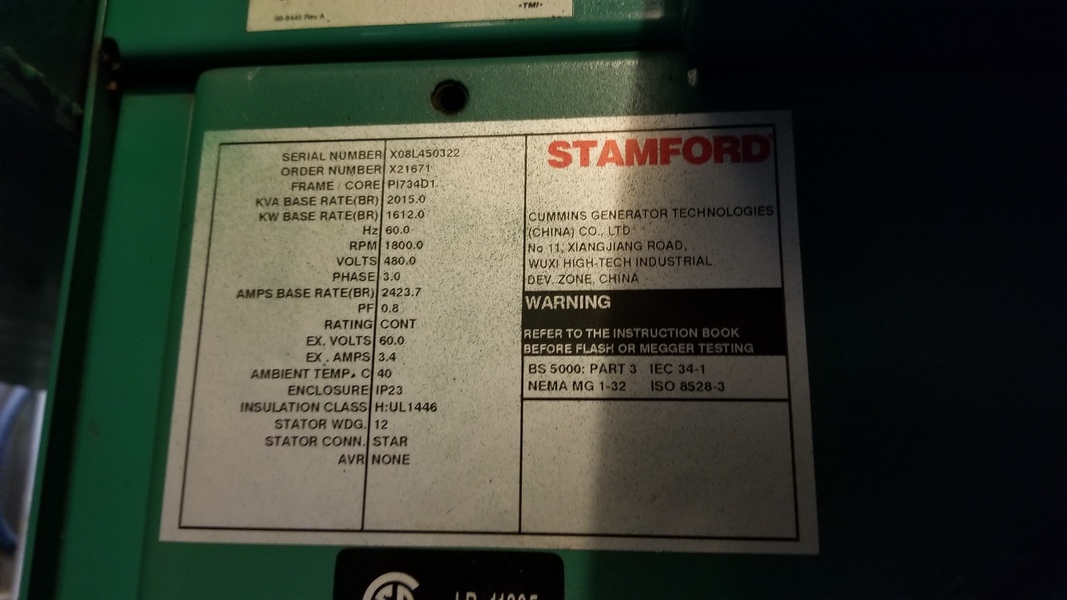 98-8445 Rev A
-TMI-
SERIAL NUMBER X08L450322
ORDER NUMBER X21671
FRAME / CORE PI734D1
KVA BASE RATE(BR) 2015.0
KW BASE RATE(BR) 1612.0
Hz 60.0
RPM 1800.0
VOLTS 480.0
PHASE 3.0
AMPS BASE RATE(BR) 2423.7
PF 0.8
RATING CONT
EX. VOLTS 60.0
EX. AMPS 3.4
AMBIENT TEMP. C 40
ENCLOSURE IP23
INSULATION CLASS H:UL1446
STATOR WDG. 12
STATOR CONN. STAR
AVR NONE
STAMFORD
CUMMINS GENERATOR TECHNOLOGIES
(CHINA) CO., LTD.
No 11, XIANGJIANG ROAD,
WUXI HIGH-TECH INDUSTRIAL
DEV. ZONE, CHINA
WARNING
REFER TO THE INSTRUCTION BOOK
BEFORE FLASH OR MEGGER TESTING
BS 5000: PART 3 IEC 34-1
NEMA MG 1-32 ISO 8528-3